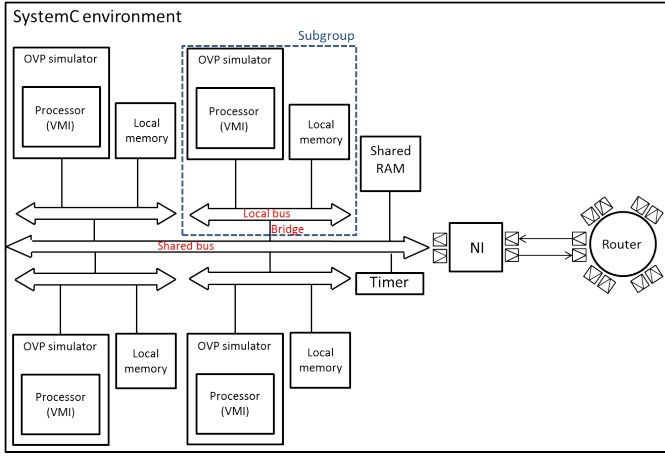 SystemC environment
Subgroup
OVP simulator
Processor
(VMI)
Local
memory
OVP simulator
Processor
(VMI)
Local
memory
Shared
RAM
Local bus
Bridge
Shared bus
NI
Router
Timer
OVP simulator
Processor
(VMI)
Local
memory
OVP simulator
Processor
(VMI)
Local
memory